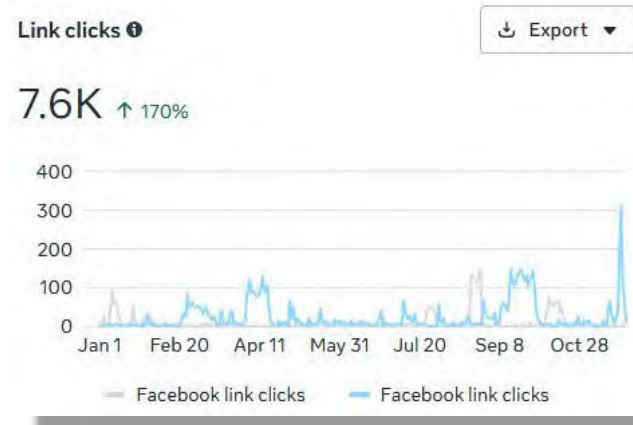 Link clicks
Export
7.6K ↑ 170%
400
300
200
100
0
Jan 1 Feb 20 Apr 11 May 31 Jul 20 Sep 8 Oct 28
Facebook link clicks Facebook link clicks